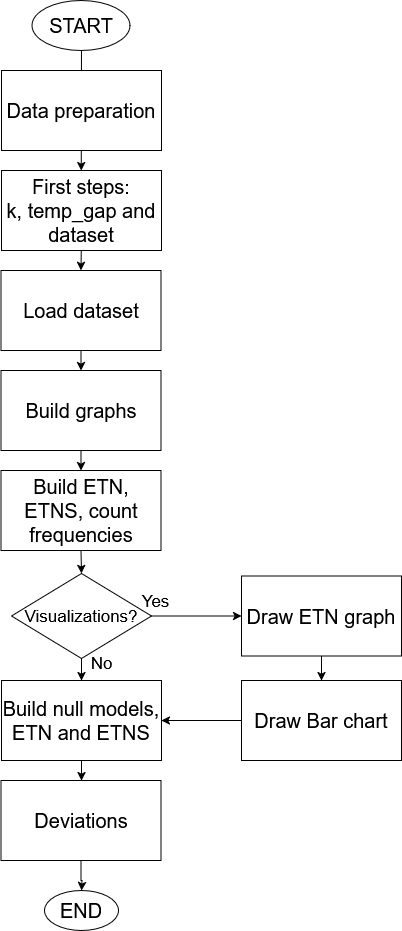 START
Data preparation
First steps:
k, temp_gap and
dataset
Load dataset
Build graphs
Build ETN,
ETNS, count
frequencies
Visualizations?
Yes
Draw ETN graph
No
Build null models,
ETN and ETNS
Draw Bar chart
Deviations
END